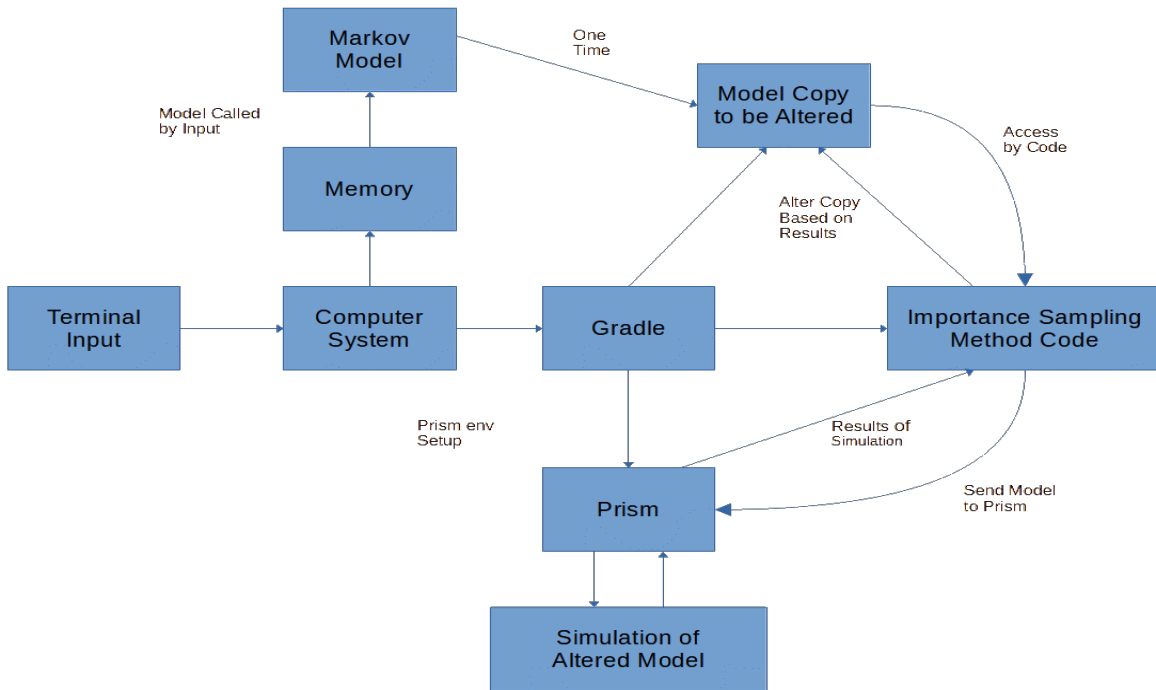 Markov
Model
One
Time
Model Copy
to be Altered
Model Called
by Input
Access
by Code
Memory
Alter Copy
Based on
Results
Terminal
Input
Computer
System
Gradle
Importance Sampling
Method Code
Prism env
Setup
Results of
Simulation
Prism
Send Model
to Prism
Simulation of
Altered Model